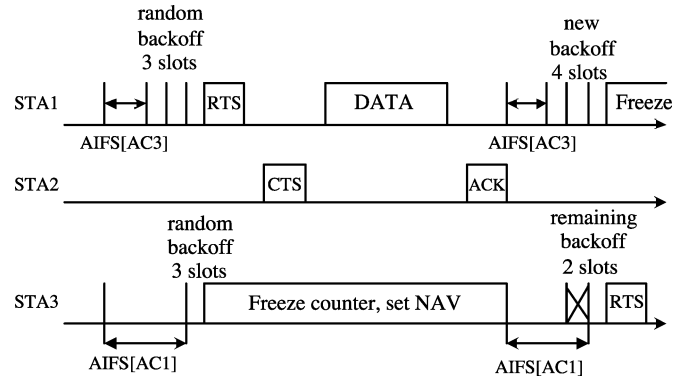 random
backoff
3 slots
new
backoff
4 slots
STA1
RTS
DATA
Freeze
AIFS[AC3]
AIFS[AC3]
STA2
CTS
ACK
random
backoff
3 slots
remaining
backoff
2 slots
STA3
Freeze counter, set NAV
RTS
AIFS[AC1]
AIFS[AC1]